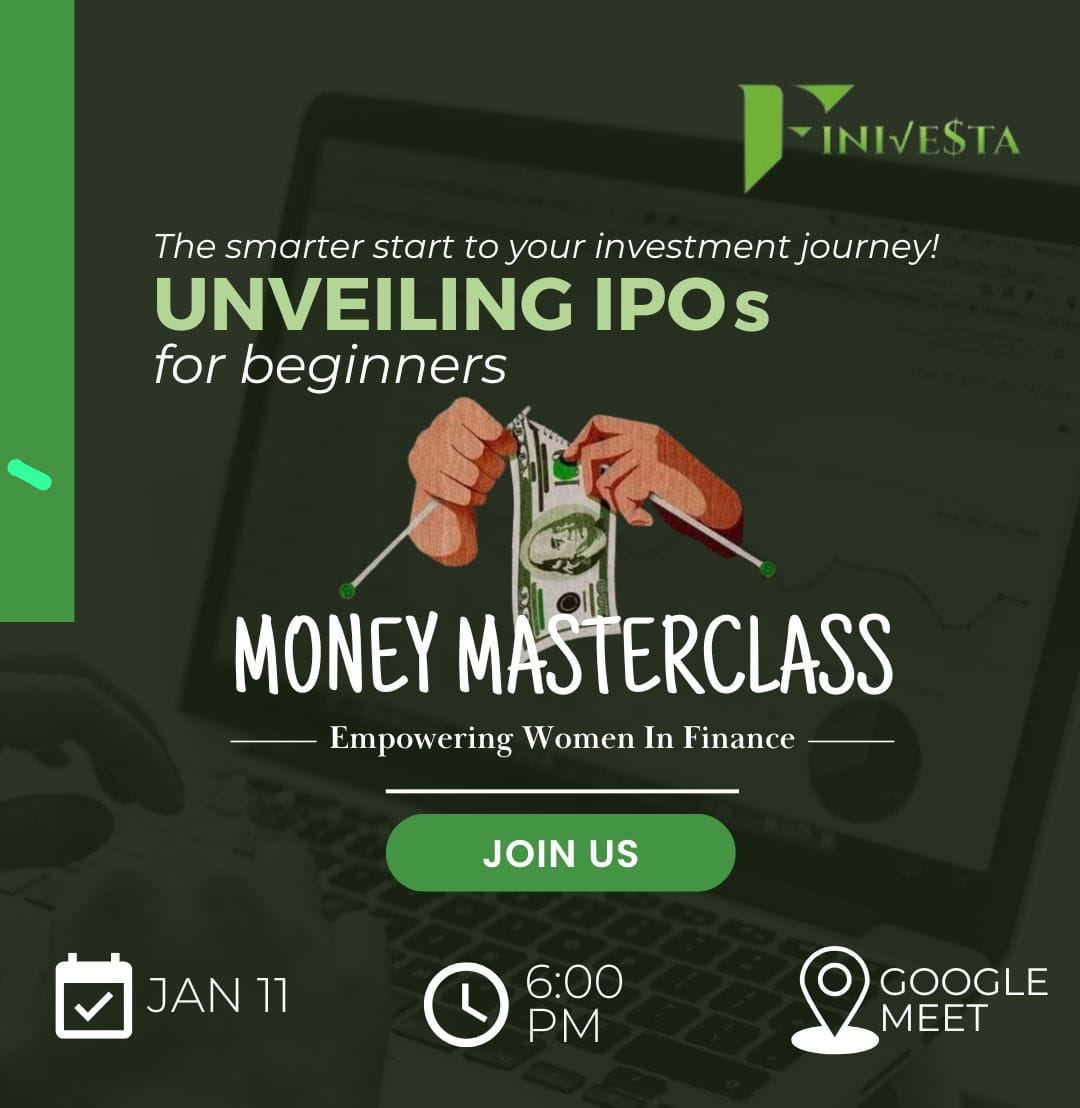 FINIVE$TA
The smarter start to your investment journey!
UNVEILING IPOs
for beginners
MONEY MASTERCLASS
Empowering Women In Finance
JOIN US
JAN 11
6:00
PM
GOOGLE
MEET